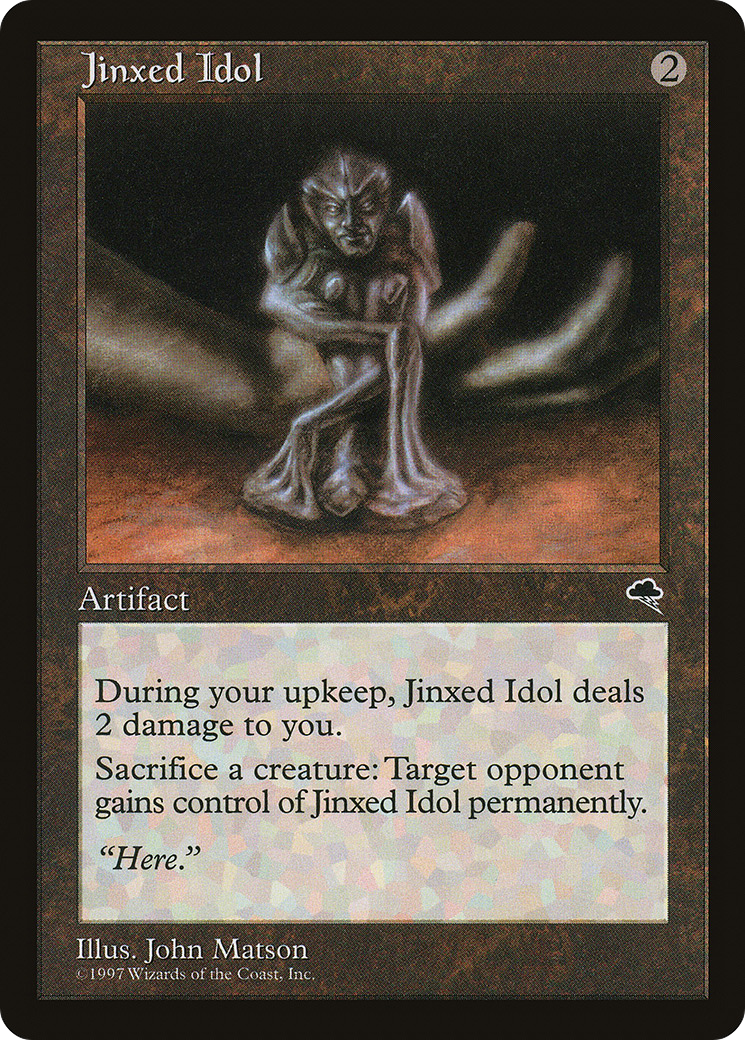 Jinxed Idol
2
Artifact
During your upkeep, Jinxed Idol deals
2 damage to you.
Sacrifice a creature: Target opponent
gains control of Jinxed Idol permanently.
“Here.”
Illus. John Matson
©1997 Wizards of the Coast, Inc.